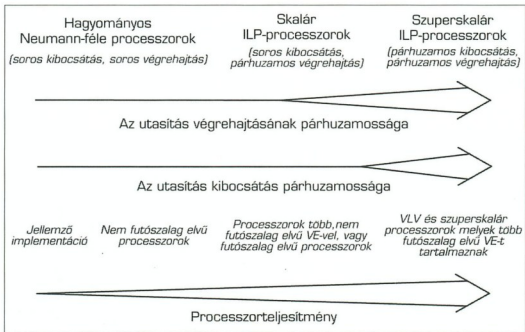 Hagyományos
Neumann-féle processzorok
(soros kibocsátás, soros végrehajtás)
Skalár
ILP-processzorok
(soros kibocsátás,
párhuzamos végrehajtás)
Szuperskalár
ILP-processzorok
(párhuzamos kibocsátás,
párhuzamos végrehajtás)
Az utasítás végrehajtásának párhuzamossága
Az utasítás kibocsátás párhuzamossága
Jellemző
implementáció
Nem futószalag elvű
processzorok
Processzorok több,nem
futószalag elvű VE-vel, vagy
futószalag elvű processzorok
VLV és szuperskalár
processzorok melyek több
futószalag elvű VE-t
tartalmaznak
Processzorteljesítmény